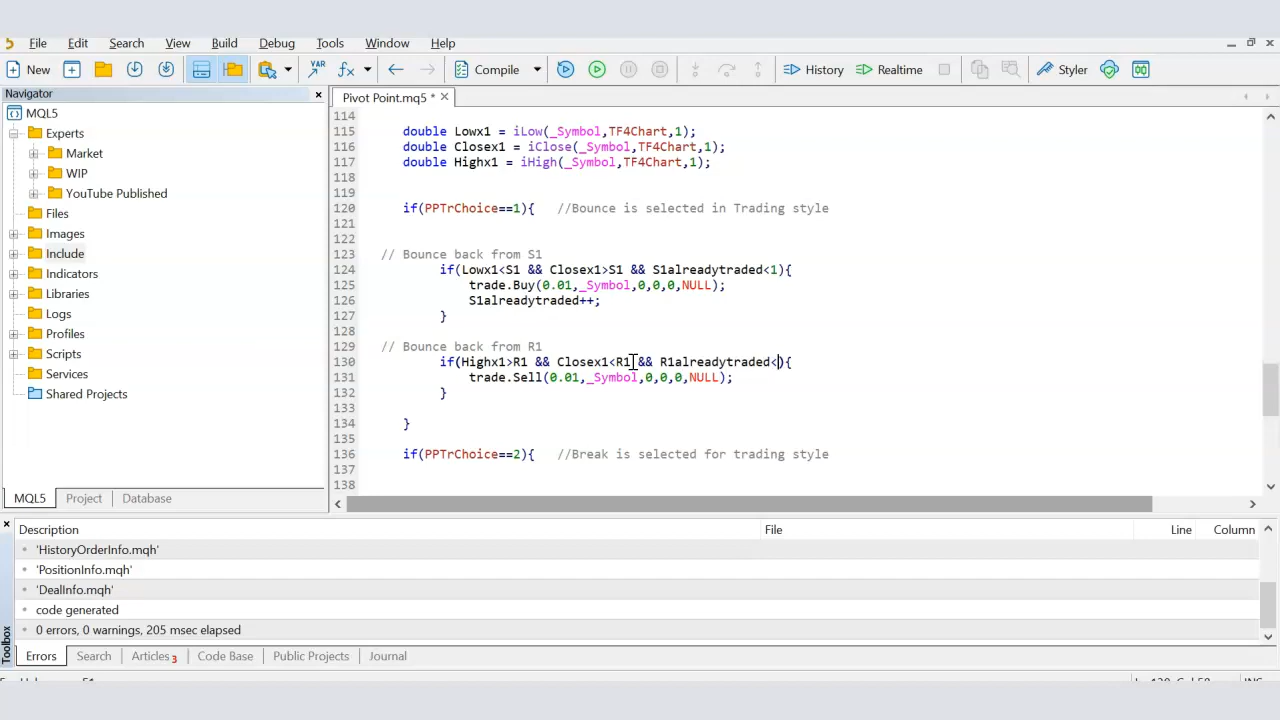 File Edit Search View Build Debug Tools Window Help
New VAR Compile History Realtime Styler
Navigator
Pivot Point.mq5 *
MQL5
Experts
Market
WIP
YouTube Published
Files
Images
Include
Indicators
Libraries
Logs
Profiles
Scripts
Services
Shared Projects
MQL5 Project Database
114
115 double Lowx1 = iLow(_Symbol,TF4Chart,1);
116 double Closex1 = iClose(_Symbol,TF4Chart,1);
117 double Highx1 = iHigh(_Symbol,TF4Chart,1);
118
119
120 if(PPTrChoice==1){ //Bounce is selected in Trading style
121
122
123 // Bounce back from S1
124 if(Lowx1<S1 && Closex1>S1 && S1alreadytraded<1){
125 trade.Buy(0.01,_Symbol,0,0,0,NULL);
126 S1alreadytraded++;
127 }
128
129 // Bounce back from R1
130 if(Highx1>R1 && Closex1<R1 && R1alreadytraded<){
131 trade.Sell(0.01,_Symbol,0,0,0,NULL);
132 }
133
134 }
135
136 if(PPTrChoice==2){ //Break is selected for trading style
137
138
Description File Line Column
'HistoryOrderInfo.mqh'
'PositionInfo.mqh'
'DealInfo.mqh'
code generated
0 errors, 0 warnings, 205 msec elapsed
Toolbox
Errors Search Articles 3 Code Base Public Projects Journal